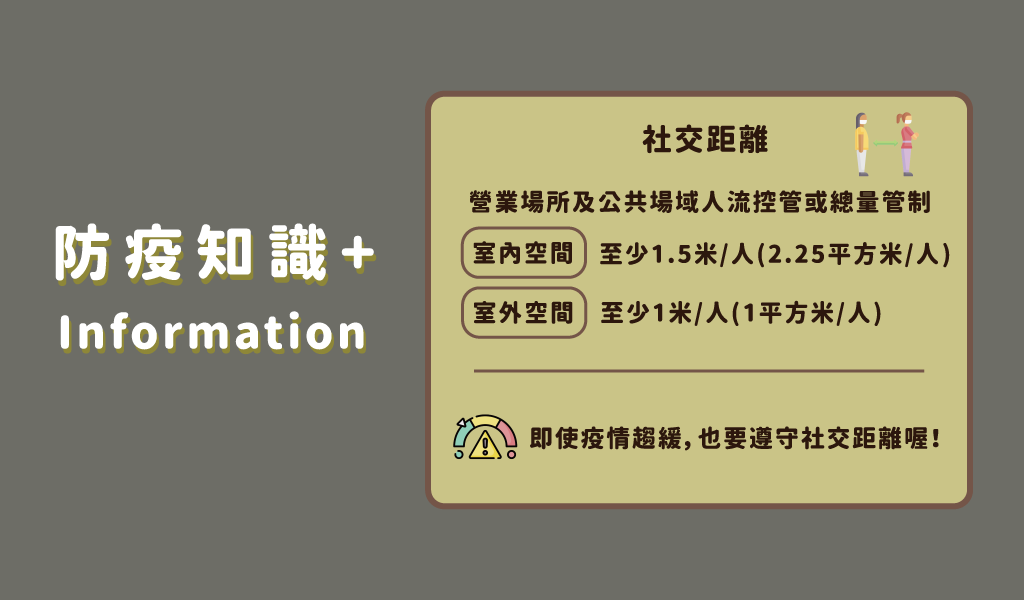 防疫知識+
Information
社交距離
營業場所及公共場域人流控管或總量管制
室內空間 至少1.5米/人(2.25平方米/人)
室外空間 至少1米/人(1平方米/人)
即使疫情趨緩,也要遵守社交距離喔!